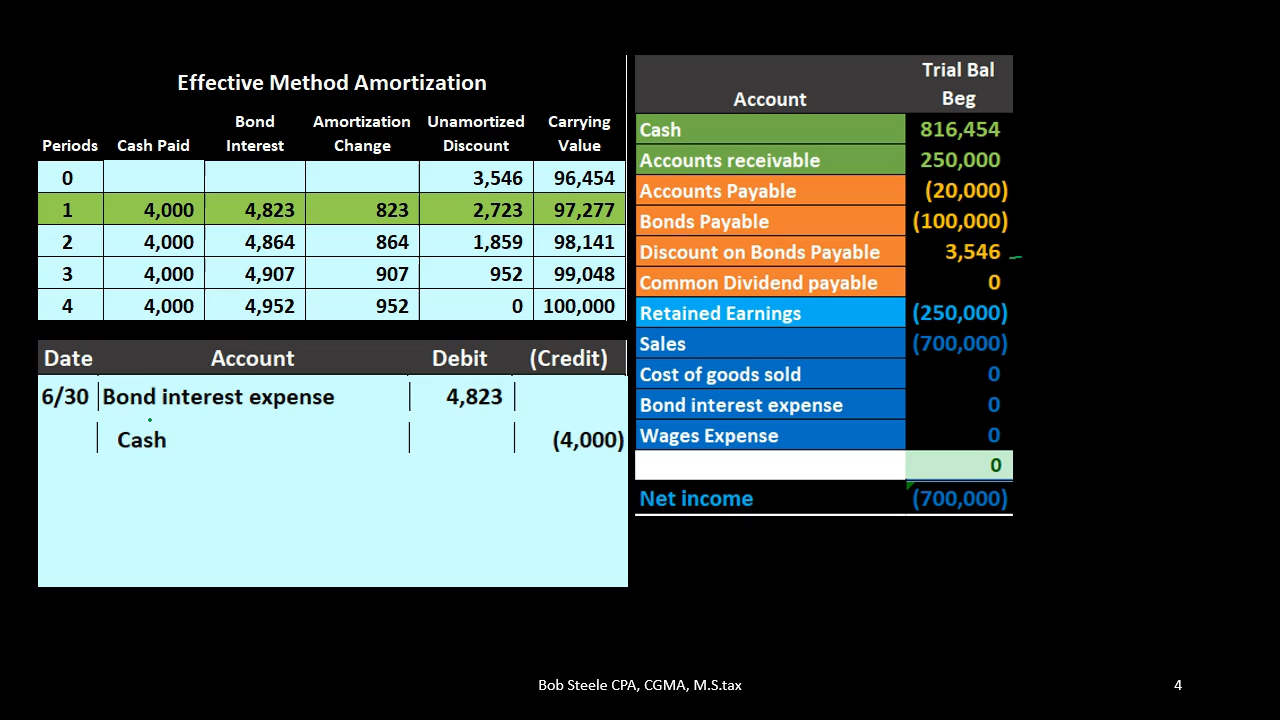 Effective Method Amortization
Periods Cash Paid Bond Interest Amortization Change Unamortized Discount Carrying Value
0 3,546 96,454
1 4,000 4,823 823 2,723 97,277
2 4,000 4,864 864 1,859 98,141
3 4,000 4,907 907 952 99,048
4 4,000 4,952 952 0 100,000
Date Account Debit (Credit)
6/30 Bond interest expense 4,823
Cash (4,000)
Account Trial Bal Beg
Cash 816,454
Accounts receivable 250,000
Accounts Payable (20,000)
Bonds Payable (100,000)
Discount on Bonds Payable 3,546
Common Dividend payable 0
Retained Earnings (250,000)
Sales (700,000)
Cost of goods sold 0
Bond interest expense 0
Wages Expense 0
0
Net income (700,000)
Bob Steele CPA, CGMA, M.S.tax 4